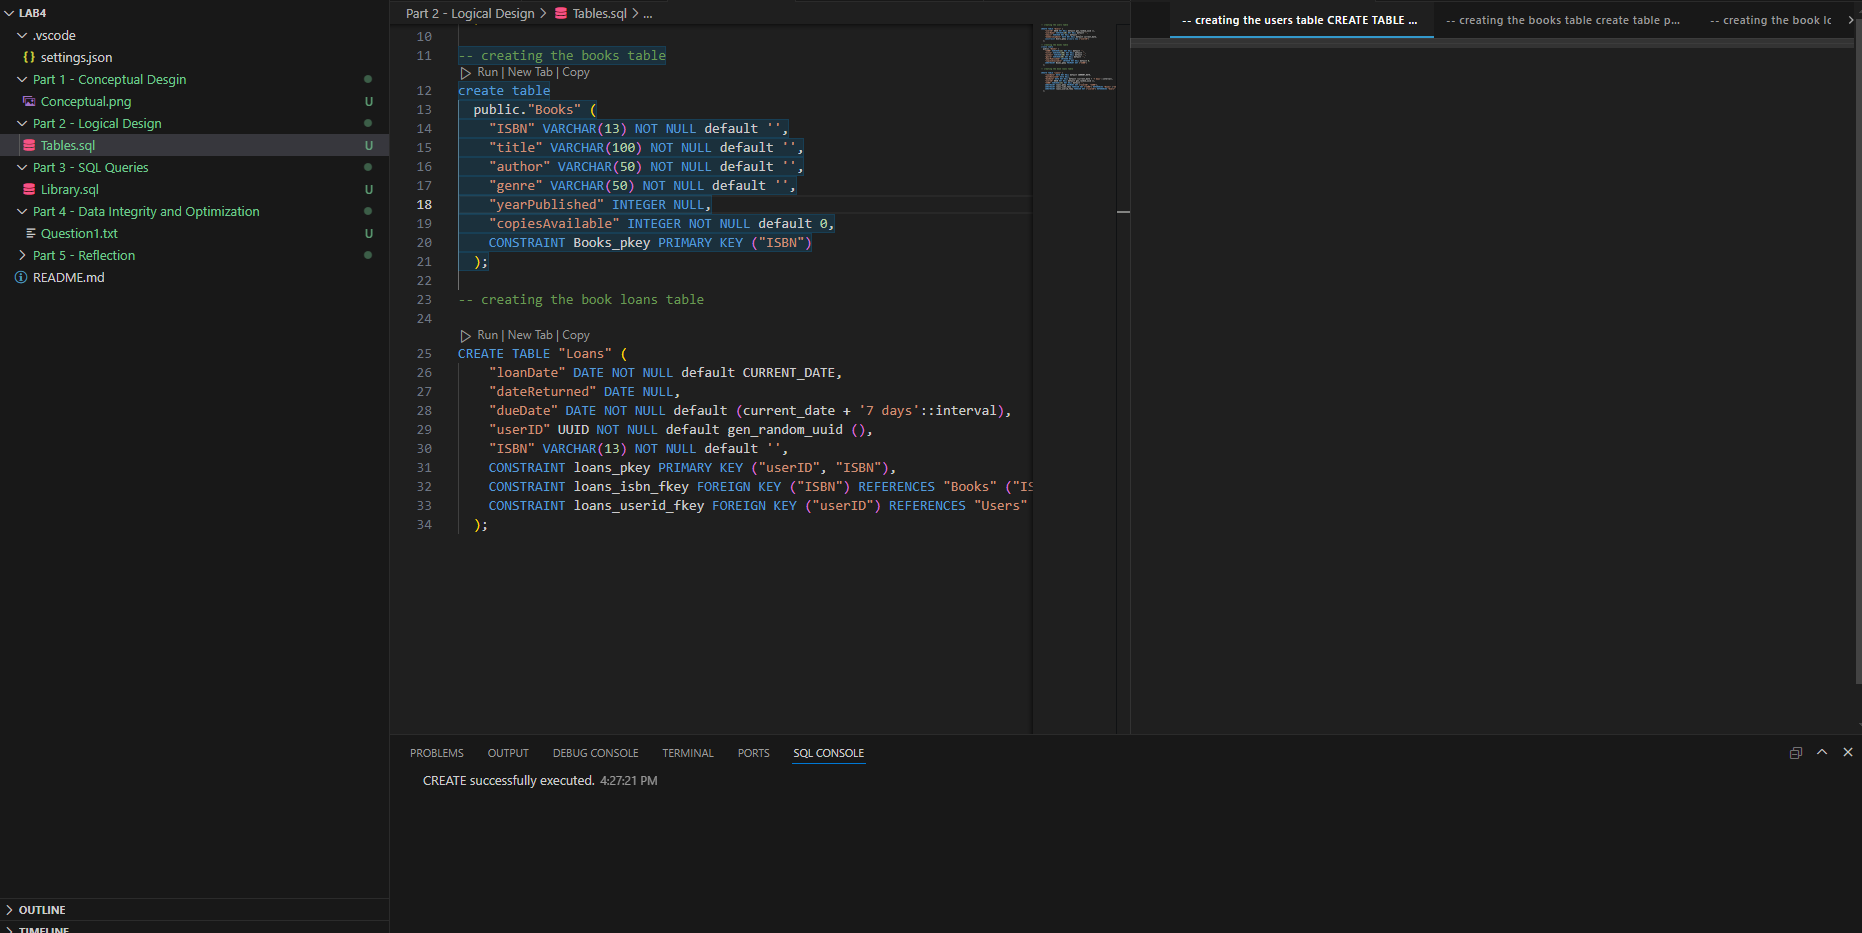 LAB4
.vscode
{} settings.json
Part 1 - Conceptual Desgin
Conceptual.png U
Part 2 - Logical Design
Tables.sql U
Part 3 - SQL Queries
Library.sql U
Part 4 - Data Integrity and Optimization
Question1.txt U
Part 5 - Reflection
README.md
OUTLINE
TIMELINE
Part 2 - Logical Design > Tables.sql > ...
10
11 -- creating the books table
Run | New Tab | Copy
12 create table
13 public."Books" (
14 "ISBN" VARCHAR(13) NOT NULL default '',
15 "title" VARCHAR(100) NOT NULL default '',
16 "author" VARCHAR(50) NOT NULL default '',
17 "genre" VARCHAR(50) NOT NULL default '',
18 "yearPublished" INTEGER NULL,
19 "copiesAvailable" INTEGER NOT NULL default 0,
20 CONSTRAINT Books_pkey PRIMARY KEY ("ISBN")
21 );
22
23 -- creating the book loans table
24
Run | New Tab | Copy
25 CREATE TABLE "Loans" (
26 "loanDate" DATE NOT NULL default CURRENT_DATE,
27 "dateReturned" DATE NULL,
28 "dueDate" DATE NOT NULL default (current_date + '7 days'::interval),
29 "userID" UUID NOT NULL default gen_random_uuid (),
30 "ISBN" VARCHAR(13) NOT NULL default '',
31 CONSTRAINT loans_pkey PRIMARY KEY ("userID", "ISBN"),
32 CONSTRAINT loans_isbn_fkey FOREIGN KEY ("ISBN") REFERENCES "Books" ("IS
33 CONSTRAINT loans_userid_fkey FOREIGN KEY ("userID") REFERENCES "Users"
34 );
-- creating the users table CREATE TABLE ... -- creating the books table create table p... -- creating the book lc
PROBLEMS OUTPUT DEBUG CONSOLE TERMINAL PORTS SQL CONSOLE
CREATE successfully executed. 4:27:21 PM